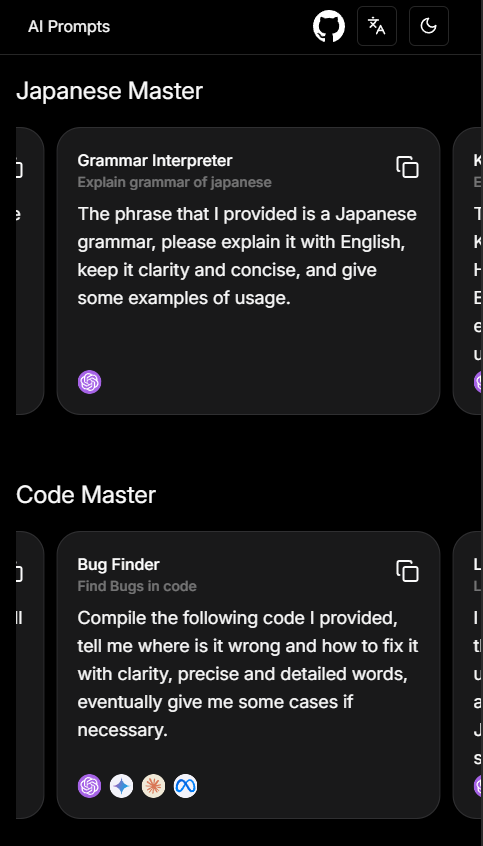 AI Prompts
Japanese Master
Grammar Interpreter
Explain grammar of japanese
The phrase that I provided is a Japanese
grammar, please explain it with English,
keep it clarity and concise, and give
some examples of usage.
Code Master
Bug Finder
Find Bugs in code
Compile the following code I provided,
tell me where is it wrong and how to fix it
with clarity, precise and detailed words,
eventually give me some cases if
necessary.